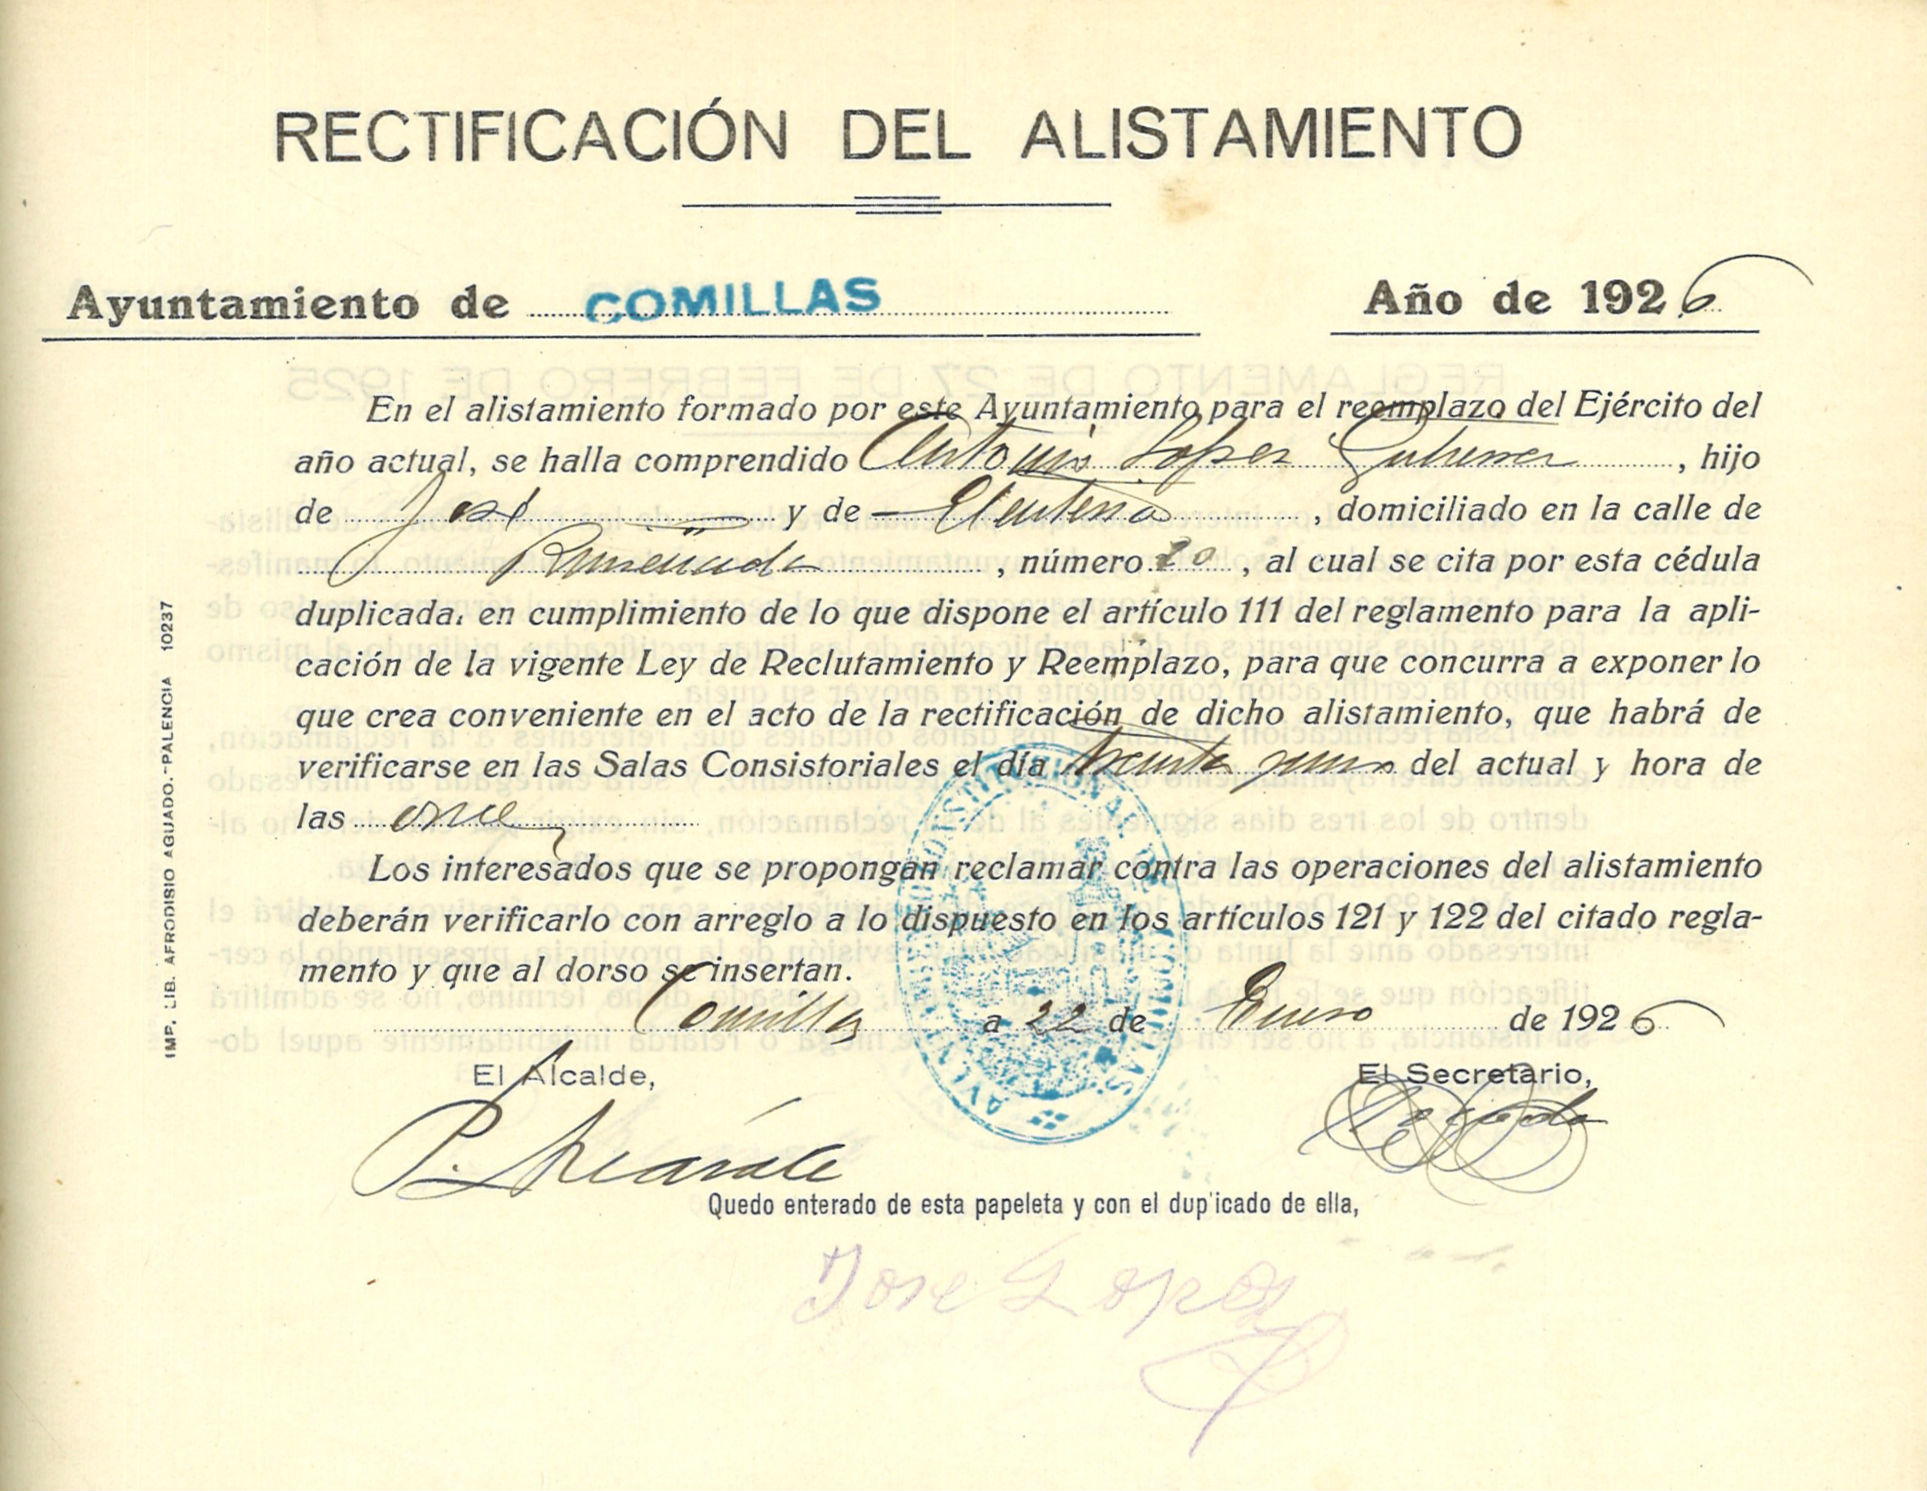 RECTIFICACIÓN DEL ALISTAMIENTO
Ayuntamiento de COMILLAS Año de 1926
En el alistamiento formado por este Ayuntamiento para el reemplazo del Ejército del
año actual, se halla comprendido Antonio Lopez Gutierrez, hijo
de José y de Eleuteria, domiciliado en la calle de
, número 20, al cual se cita por esta cédula
duplicada, en cumplimiento de lo que dispone el artículo 111 del reglamento para la apli-
cación de la vigente Ley de Reclutamiento y Reemplazo, para que concurra a exponer lo
que crea conveniente en el acto de la rectificación de dicho alistamiento, que habrá de
verificarse en las Salas Consistoriales el día treinta y uno del actual y hora de
las once
Los interesados que se propongan reclamar contra las operaciones del alistamiento
deberán verificarlo con arreglo a lo dispuesto en los artículos 121 y 122 del citado regla-
mento y que al dorso se insertan.
Comillas a 22 de Enero de 1926
El Alcalde, El Secretario,
P.
Quedo enterado de esta papeleta y con el duplicado de ella,
Jose Lopez
IMP. LIB. AFRODISIO AGUADO.-PALENCIA 10237